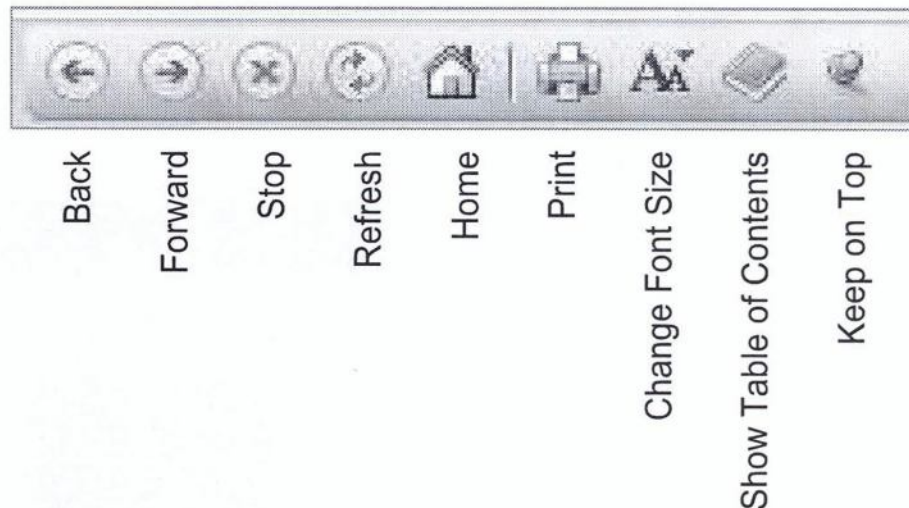 Back
Forward
Stop
Refresh
Home
Print
Change Font Size
Show Table of Contents
Keep on Top